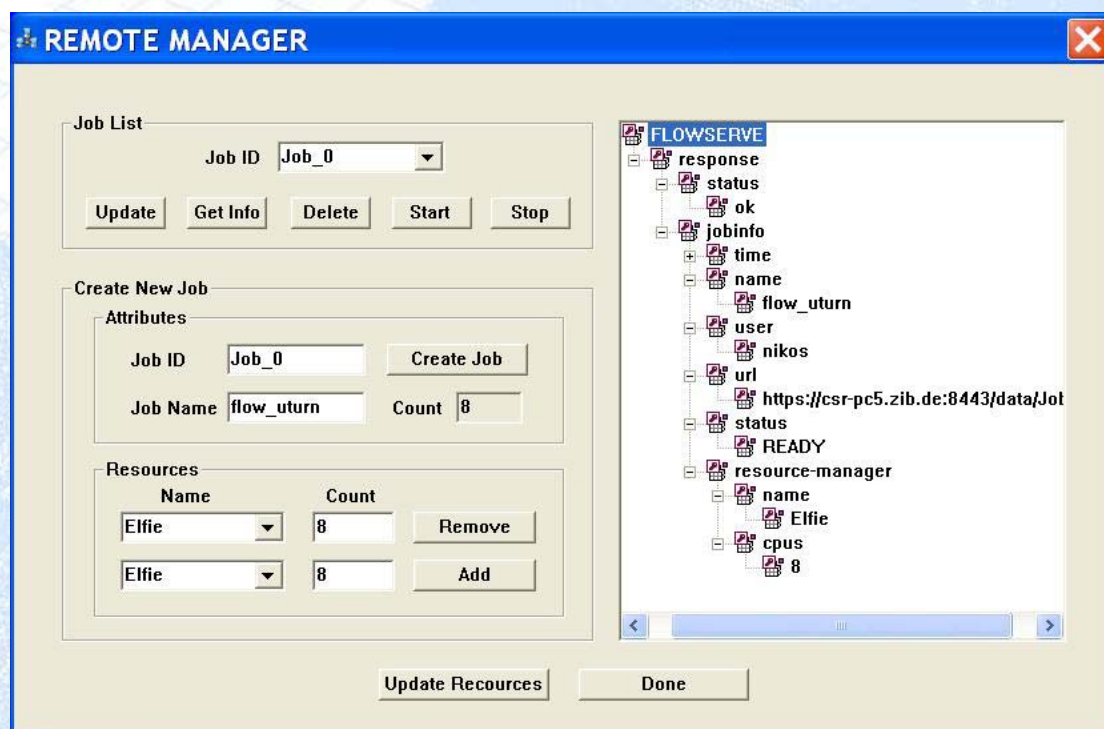 REMOTE MANAGER
Job List
Job ID Job_0
Update Get Info Delete Start Stop
Create New Job
Attributes
Job ID Job_0 Create Job
Job Name flow_uturn Count 8
Resources
Name Count
Elfie 8 Remove
Elfie 8 Add
FLOWSERVE
response
status
ok
jobinfo
time
name
flow_uturn
user
nikos
url
https://csr-pc5.zib.de:8443/data/Job
status
READY
resource-manager
name
Elfie
cpus
8
Update Recources Done